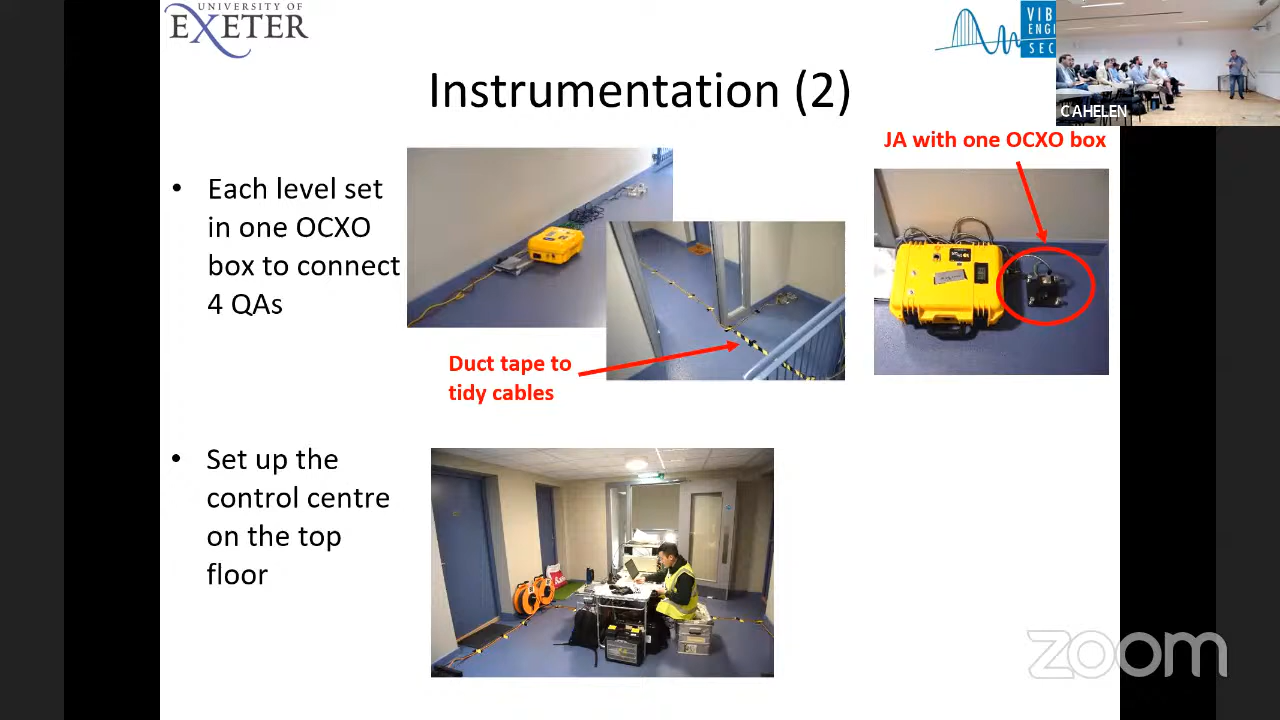 UNIVERSITY OF
EXETER
VIB
ENGI
SEC
CAHELEN
Instrumentation (2)
JA with one OCXO box
• Each level set
in one OCXO
box to connect
4 QAs
Duct tape to
tidy cables
• Set up the
control centre
on the top
floor
zoom